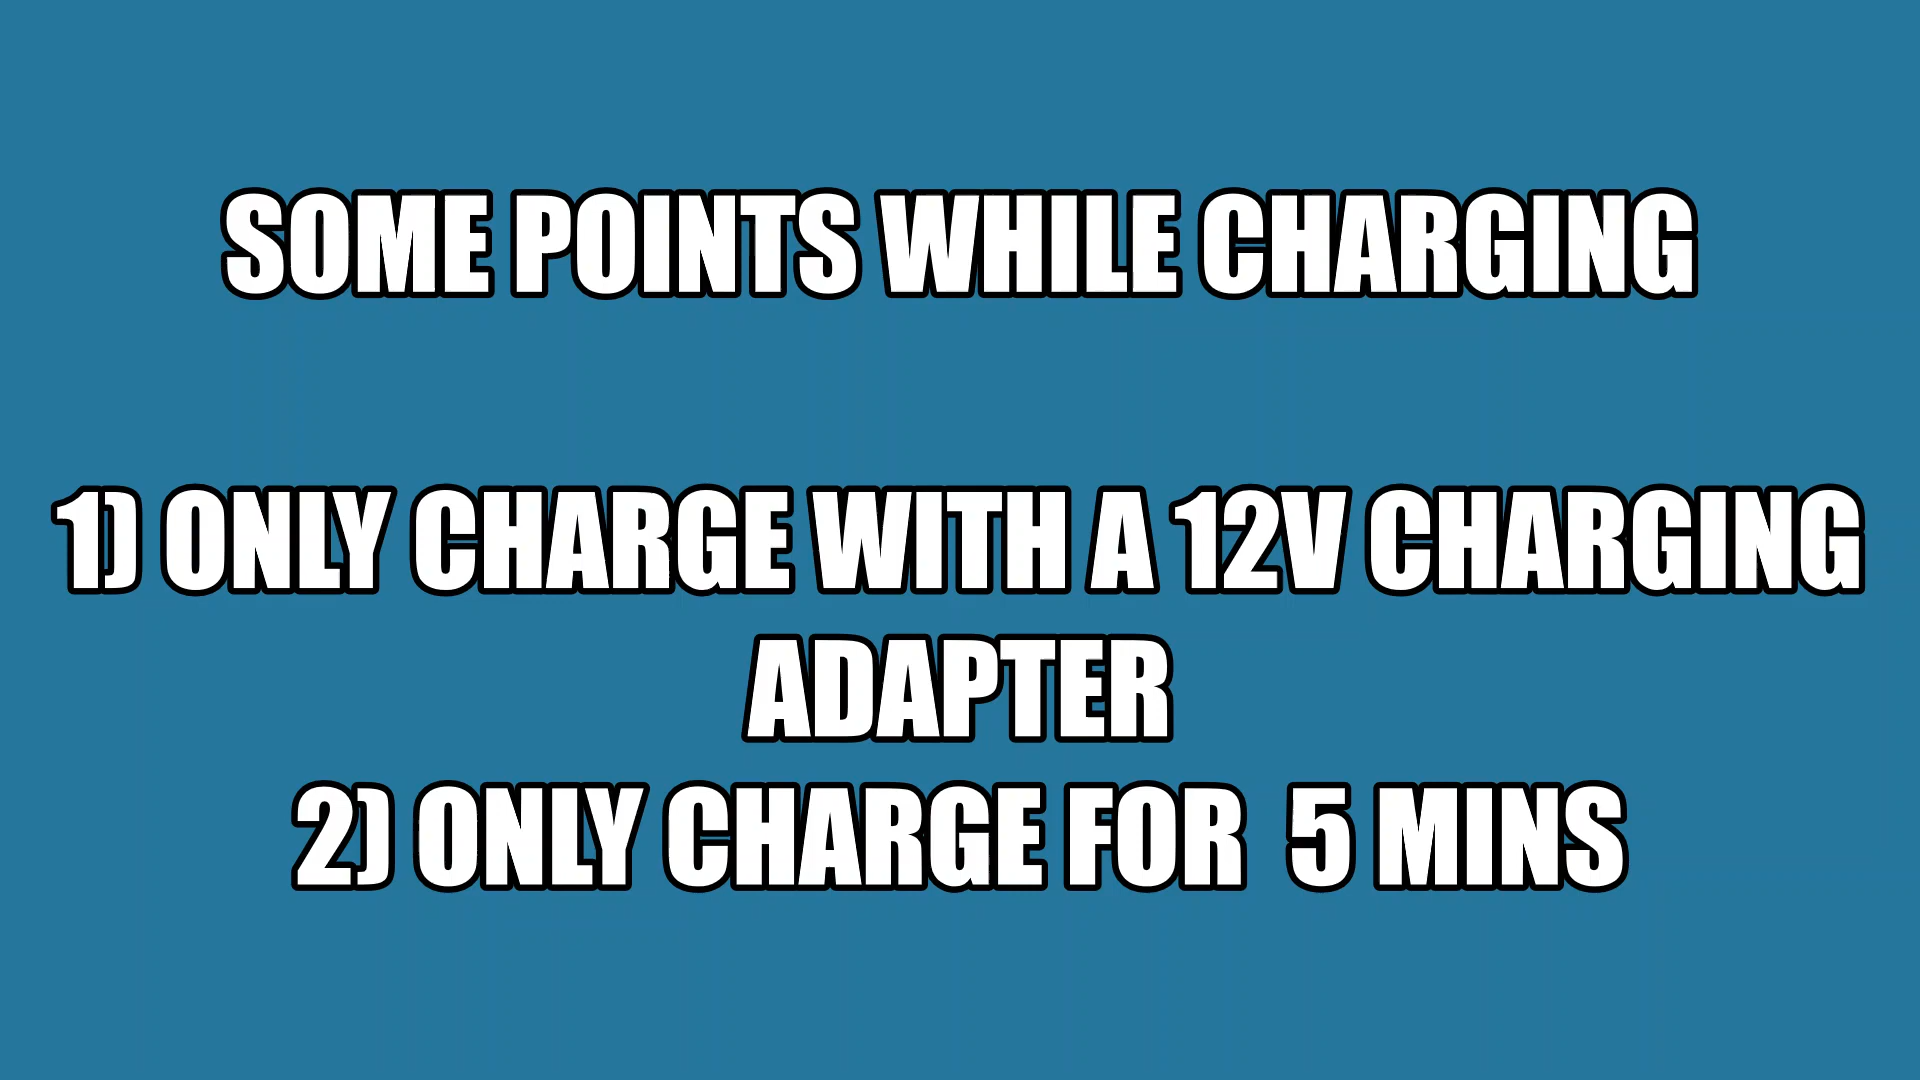 SOME POINTS WHILE CHARGING
1) ONLY CHARGE WITH A 12V CHARGING
ADAPTER
2) ONLY CHARGE FOR  5 MINS